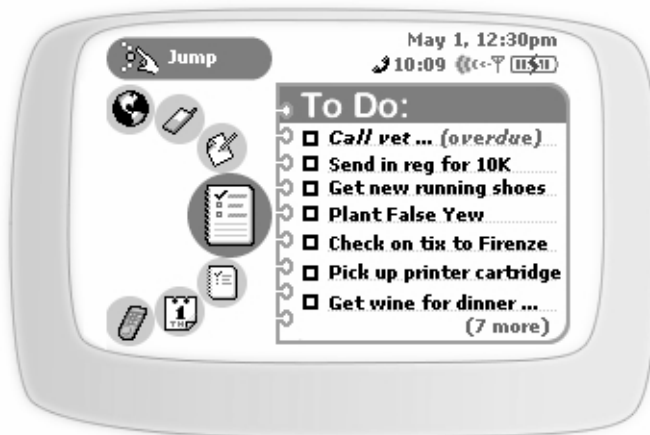 Jump
May 1, 12:30pm
10:09
To Do:
Call vet ... (overdue)
Send in reg for 10K
Get new running shoes
Plant False Yew
Check on tix to Firenze
Pick up printer cartridge
Get wine for dinner ...
(7 more)
1
TH